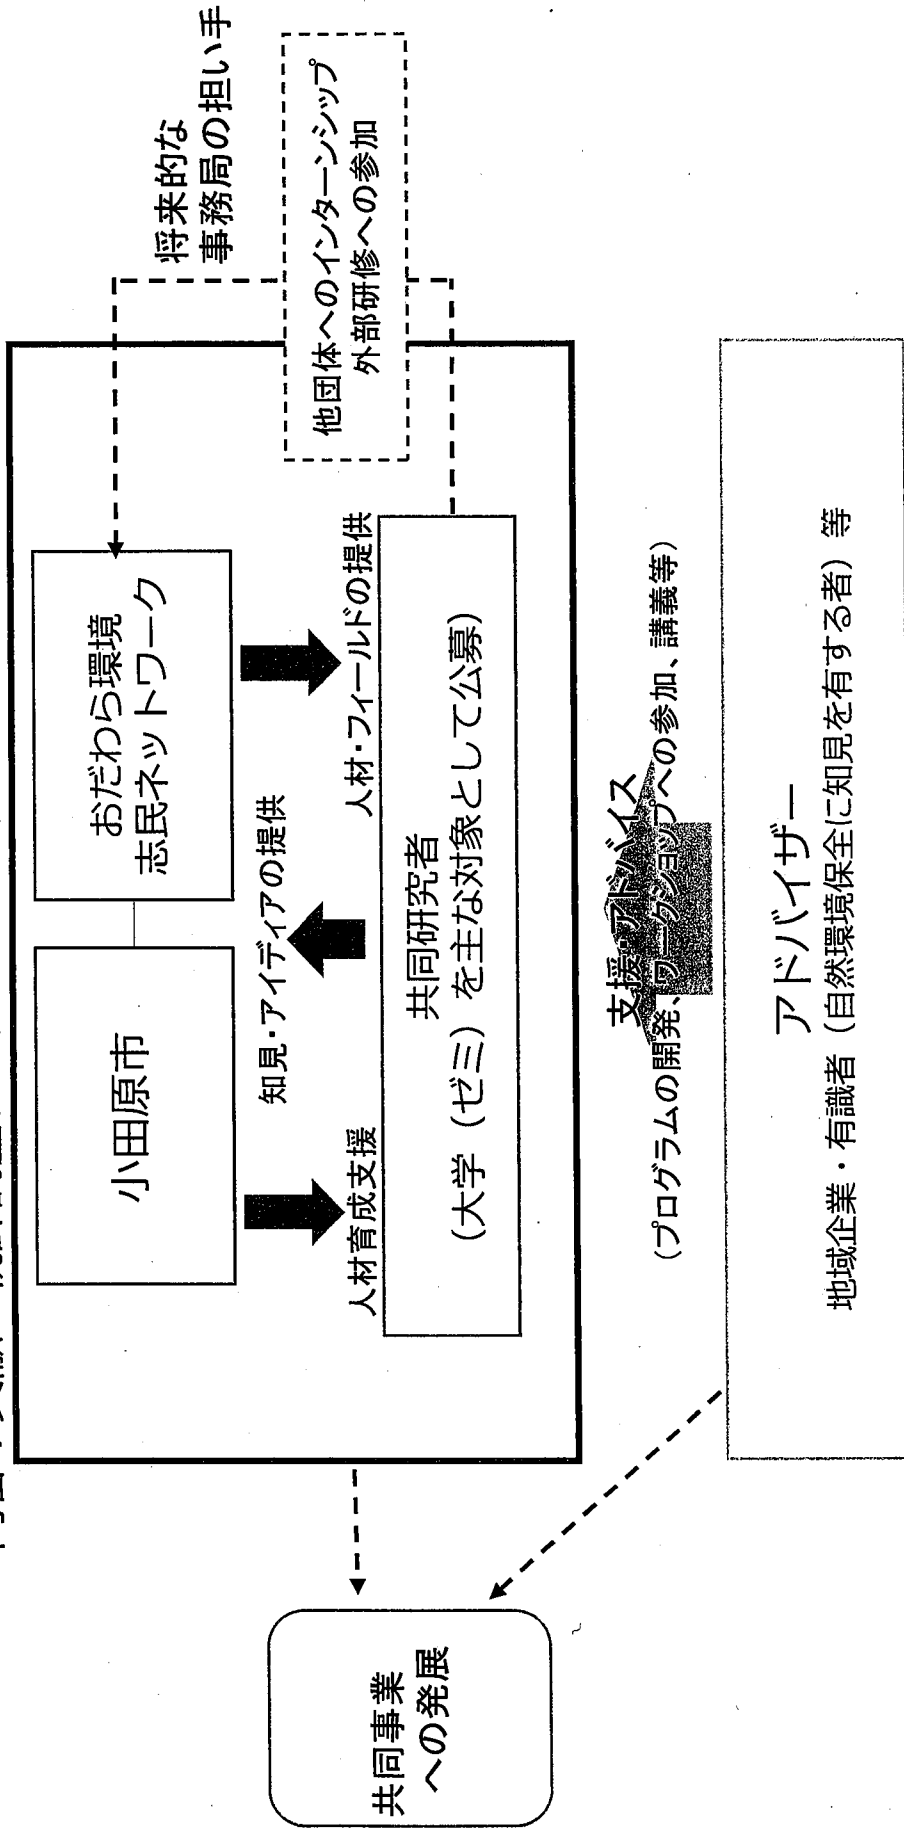 将来的な
事務局の担い手
他団体へのインターンシップ
外部研修への参加
おだわら環境
志民ネットワーク
小田原市
人材・フィールドの提供
知見・アイディアの提供
人材育成支援
共同研究者
(大学（ゼミ）を主な対象として公募)
支援・アドバイス
(プログラムの開発、ワークショップへの参加、講義等)
アドバイザー
地域企業・有識者（自然環境保全に知見を有する者）等
共同事業
への発展